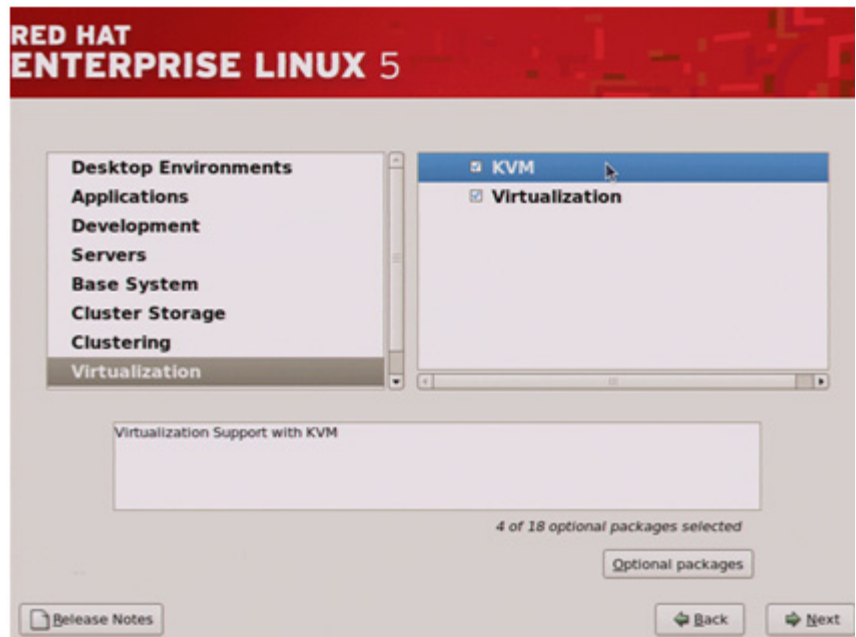 RED HAT
ENTERPRISE LINUX 5
Desktop Environments
Applications
Development
Servers
Base System
Cluster Storage
Clustering
Virtualization
KVM
Virtualization
Virtualization Support with KVM
4 of 18 optional packages selected
Optional packages
Release Notes
Back
Next